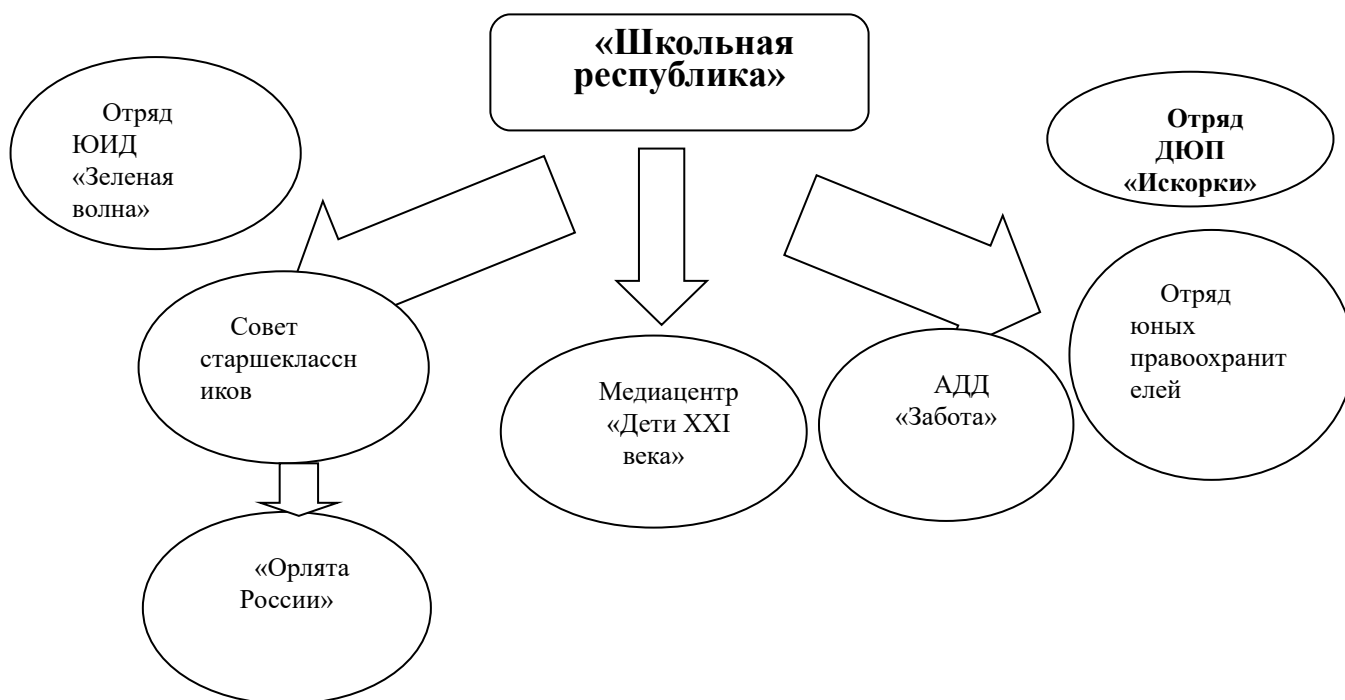 «Школьная
республика»
Отряд
ЮИД
«Зеленая
волна»
Отряд
ДЮП
«Искорки»
Совет
старшеклассн
иков
Медиацентр
«Дети XXI
века»
АДД
«Забота»
Отряд
юных
правоохранит
елей
«Орлята
России»